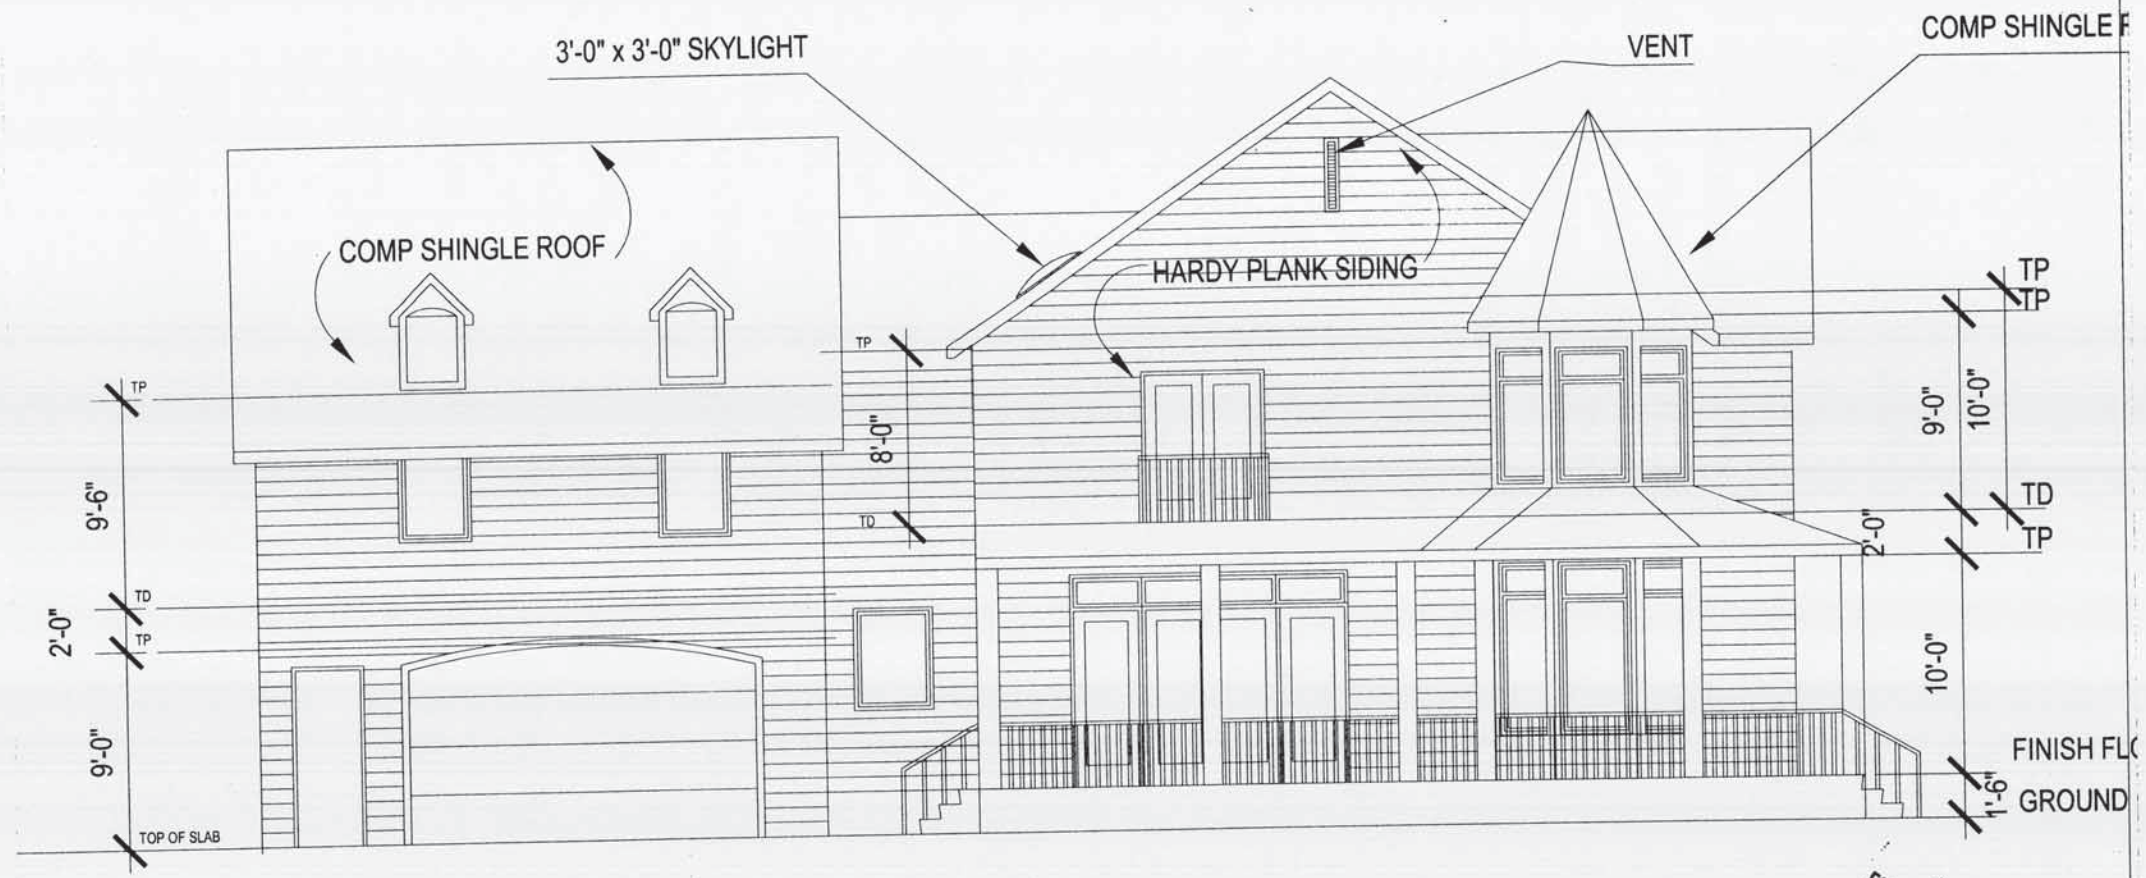 3'-0" x 3'-0" SKYLIGHT
VENT
COMP SHINGLE
COMP SHINGLE ROOF
HARDY PLANK SIDING
TP
TP
TP
TP
9'-0"
10'-0"
8'-0"
9'-6"
TD
TD
TP
2'-0"
TD
2'-0"
TP
10'-0"
9'-0"
FINISH
1'-6"
GROUND
TOP OF SLAB